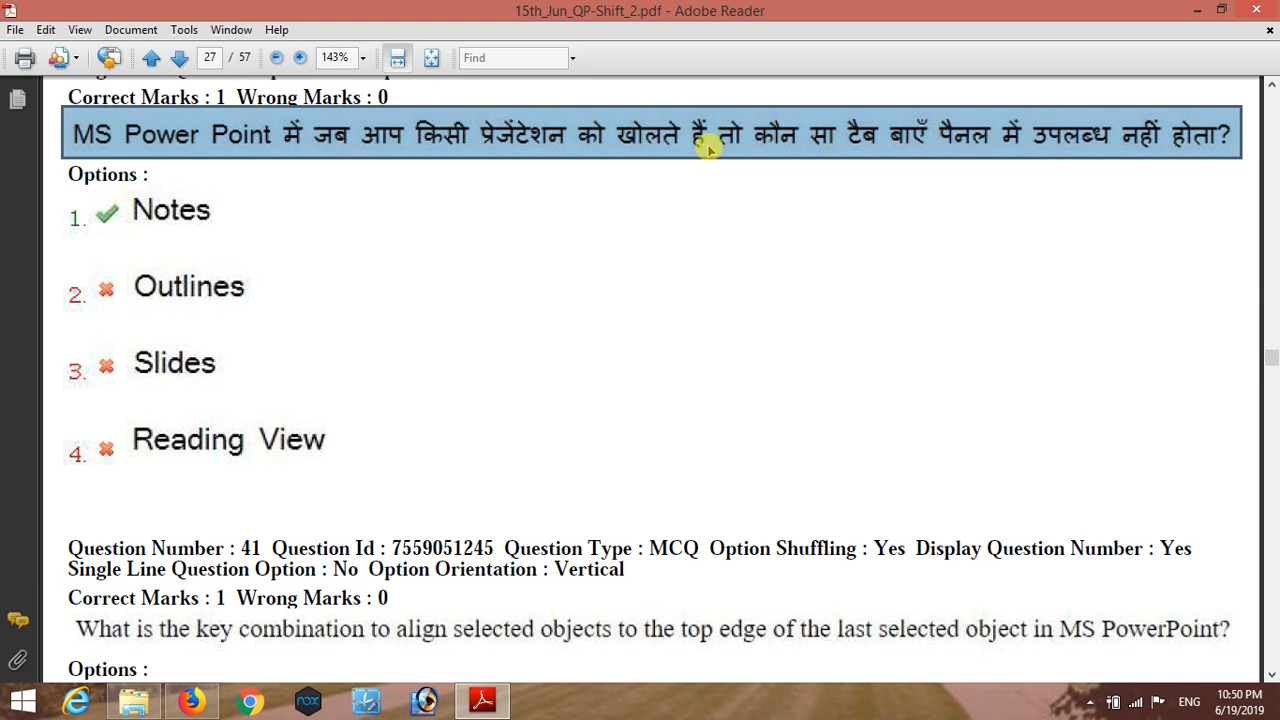 15th_Jun_QP-Shift_2.pdf - Adobe Reader
File Edit View Document Tools Window Help
27 / 57 143% Find
Correct Marks : 1 Wrong Marks : 0
MS Power Point में जब आप किसी प्रेजेंटेशन को खोलते हैं तो कौन सा टैब बाएँ पैनल में उपलब्ध नहीं होता?
Options :
1. Notes
2. Outlines
3. Slides
4. Reading View
Question Number : 41 Question Id : 7559051245 Question Type : MCQ Option Shuffling : Yes Display Question Number : Yes
Single Line Question Option : No Option Orientation : Vertical
Correct Marks : 1 Wrong Marks : 0
What is the key combination to align selected objects to the top edge of the last selected object in MS PowerPoint?
Options :
nox
ENG
10:50 PM
6/19/2019